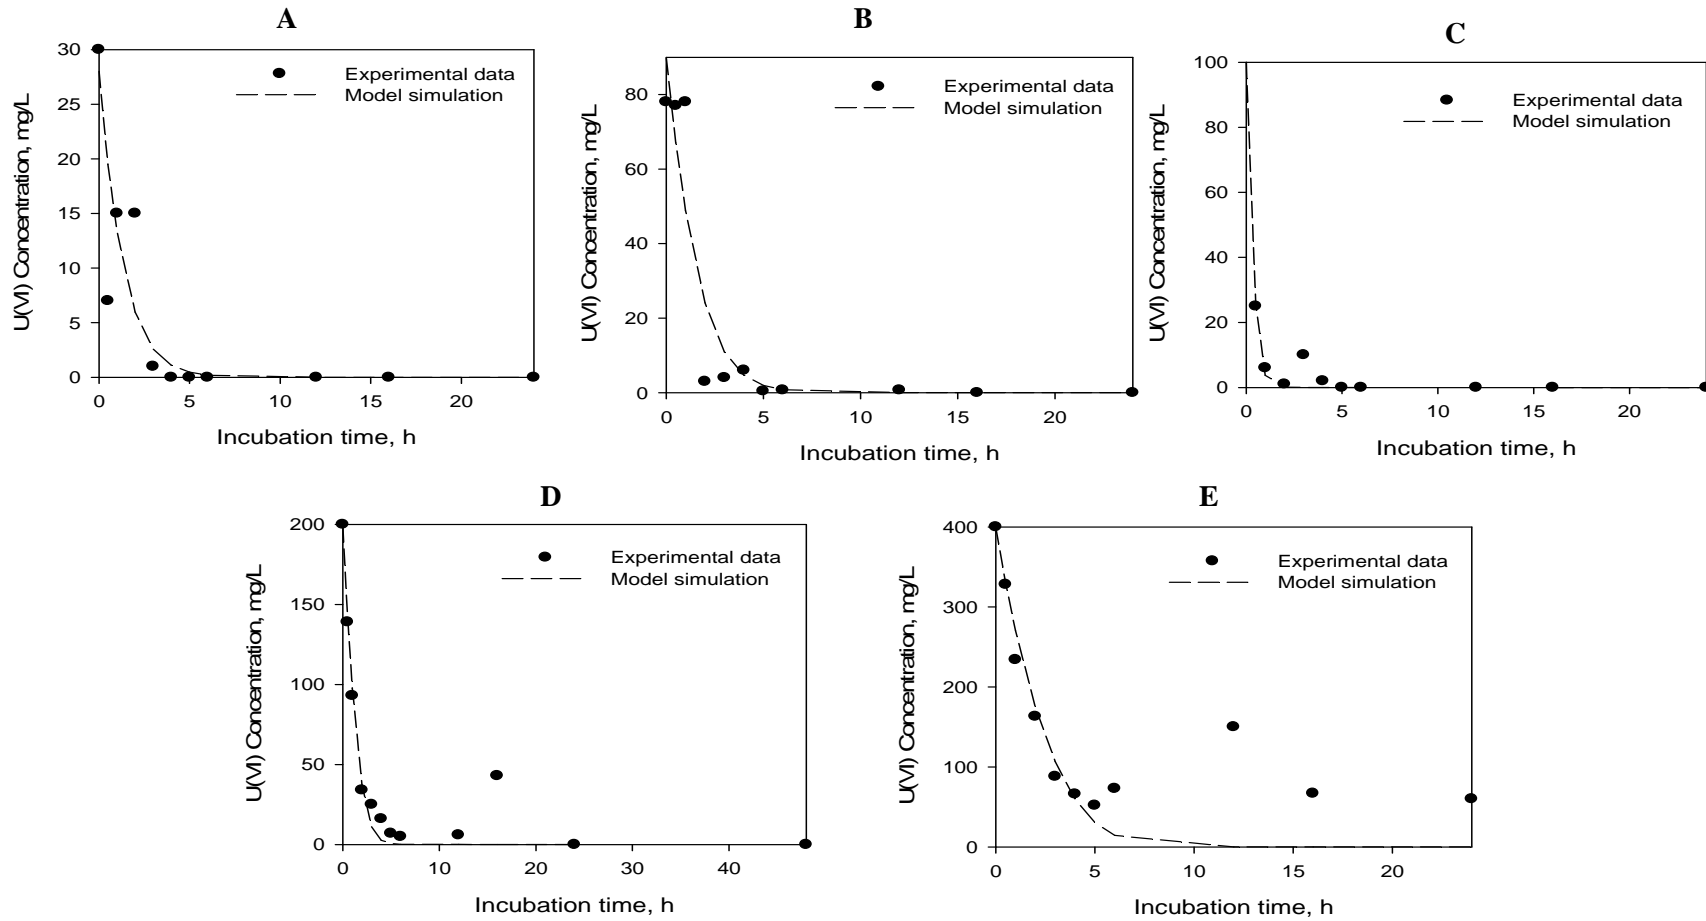 A
U(VI) Concentration, mg/L
30
25
20
15
10
5
0
Experimental data
Model simulation
0 5 10 15 20
Incubation time, h
B
U(VI) Concentration, mg/L
80
60
40
20
0
Experimental data
Model simulation
0 5 10 15 20
Incubation time, h
C
U(VI) Concentration, mg/L
100
80
60
40
20
0
Experimental data
Model simulation
0 5 10 15 20
Incubation time, h
D
U(VI) Concentration, mg/L
200
150
100
50
0
Experimental data
Model simulation
0 10 20 30 40
Incubation time, h
E
U(VI) Concentration, mg/L
400
300
200
100
0
Experimental data
Model simulation
0 5 10 15 20
Incubation time, h